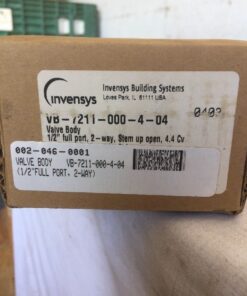 Invensys Building Systems
Loves Park, IL 61111 USA
invensys
VB-7211-000-4-04
0403
Valve Body
1/2" full port, 2-way, Stem up open, 4.4 Cv
002-046-0001
VALVE BODY VB-7211-000-4-04
(1/2"FULL PORT, 2-WAY)